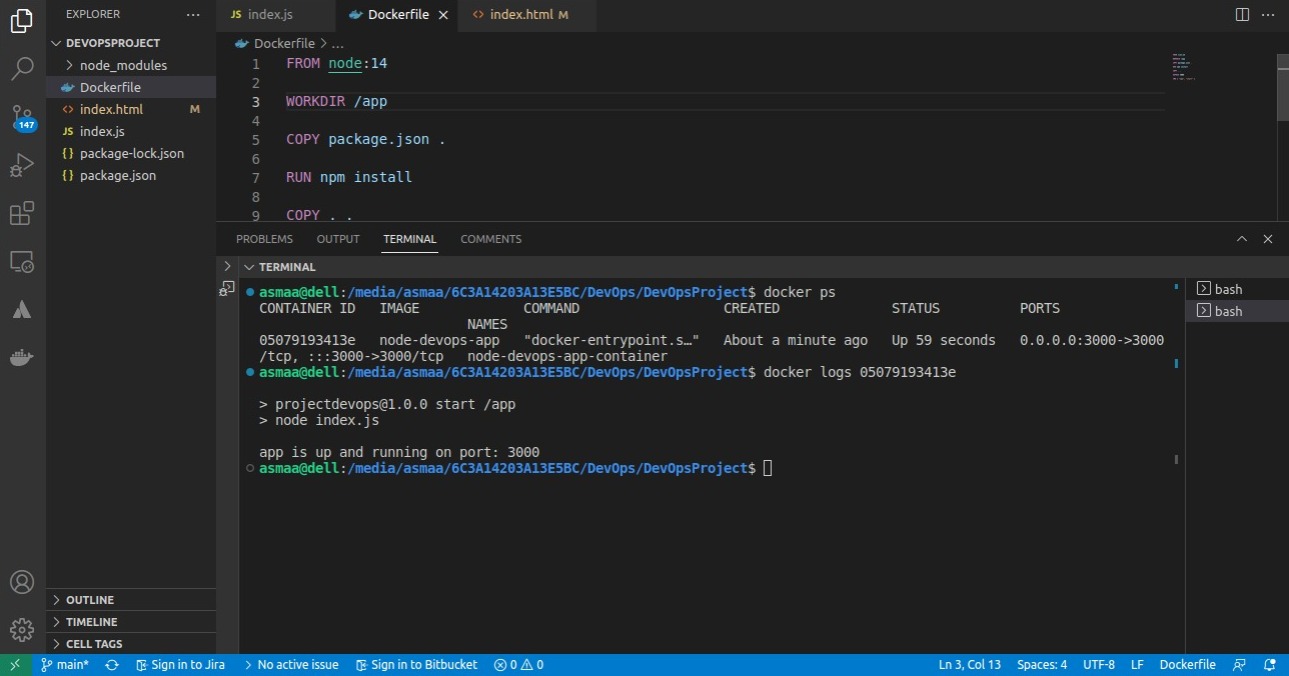 EXPLORER ...
JS index.js
Dockerfile
index.html M
DEVOPSPROJECT
node_modules
Dockerfile
index.html M
JS index.js
{} package-lock.json
{} package.json
147
Dockerfile > ...
1 FROM node:14
2
3 WORKDIR /app
4
5 COPY package.json .
6
7 RUN npm install
8
9 COPY . .
PROBLEMS OUTPUT TERMINAL COMMENTS
TERMINAL
asmaa@dell:/media/asmaa/6C3A14203A13E5BC/DevOps/DevOpsProject$ docker ps
CONTAINER ID IMAGE COMMAND CREATED STATUS PORTS
NAMES
05079193413e node-devops-app "docker-entrypoint.s…" About a minute ago Up 59 seconds 0.0.0.0:3000->3000
/tcp, :::3000->3000/tcp node-devops-app-container
asmaa@dell:/media/asmaa/6C3A14203A13E5BC/DevOps/DevOpsProject$ docker logs 05079193413e
> projectdevops@1.0.0 start /app
> node index.js
app is up and running on port: 3000
asmaa@dell:/media/asmaa/6C3A14203A13E5BC/DevOps/DevOpsProject$
bash
bash
OUTLINE
TIMELINE
CELL TAGS
main* Sign in to Jira > No active issue Sign in to Bitbucket 0 0 Ln 3, Col 13 Spaces: 4 UTF-8 LF Dockerfile